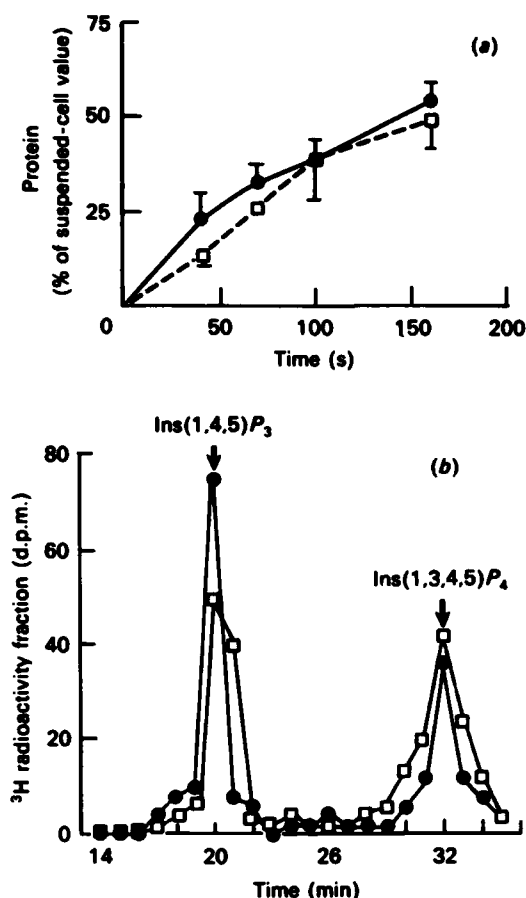 (a)
Protein
(% of suspended-cell value)
75
50
25
0
50
100
150
200
Time (s)
(b)
Ins(1,4,5)P3
Ins(1,3,4,5)P4
³H radioactivity fraction (d.p.m.)
80
60
40
20
0
14
20
26
32
Time (min)